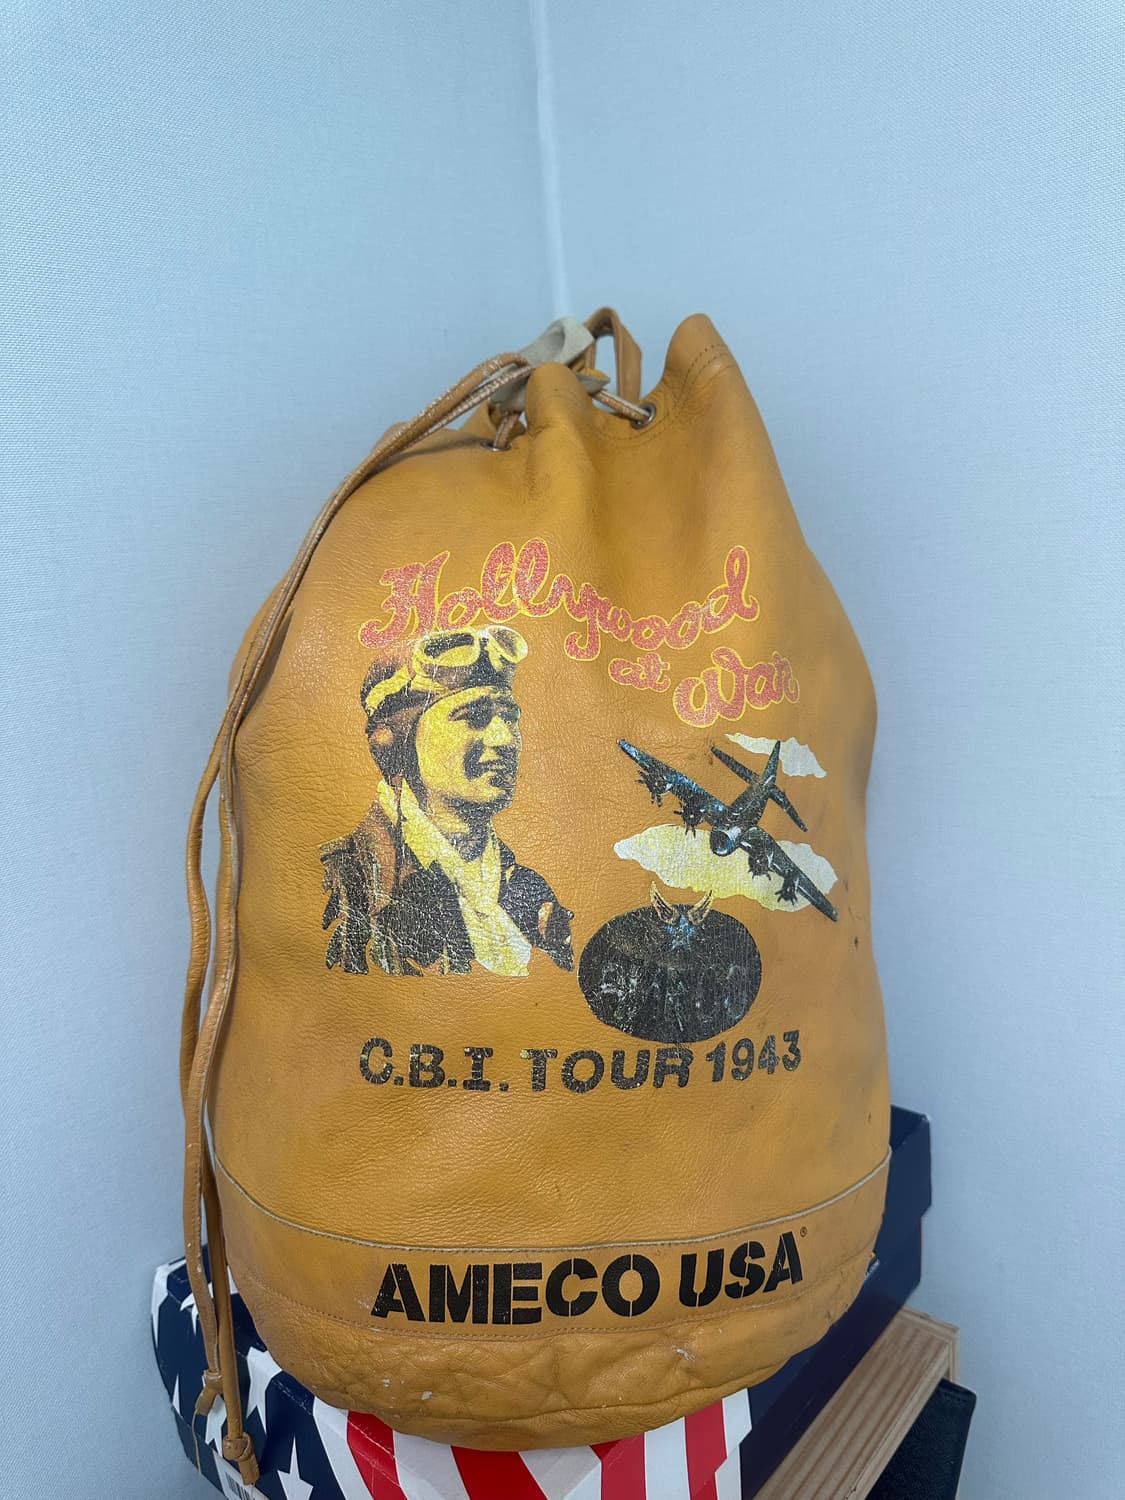 Hollywood
at War
C.B.I. TOUR 1943
AMECO USA®